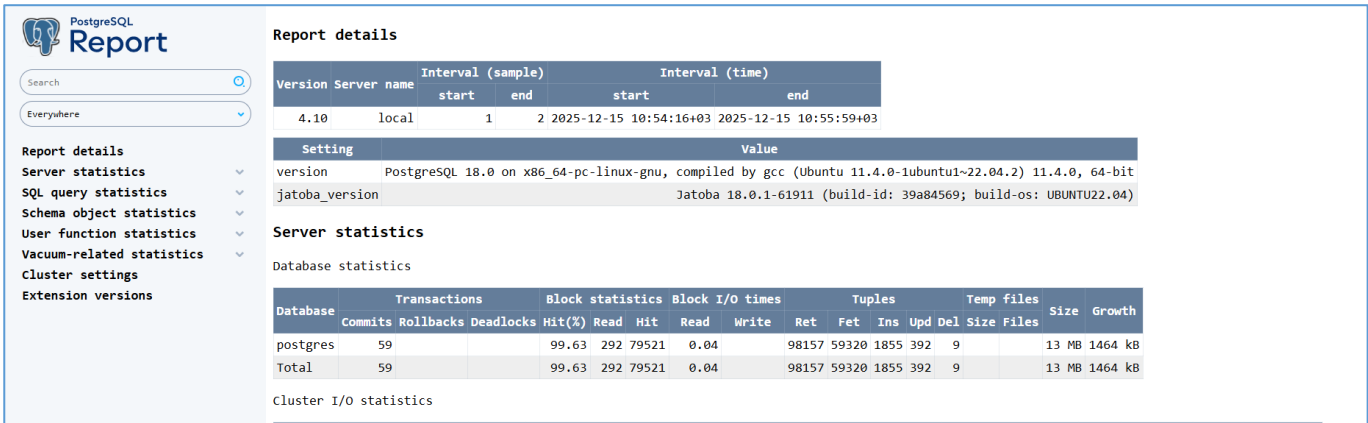 PostgreSQL
Report
Search
Everywhere
Report details
Server statistics
SQL query statistics
Schema object statistics
User function statistics
Vacuum-related statistics
Cluster settings
Extension versions
Report details
Version Server name Interval (sample) Interval (time)
start end start end
4.10 local 1 2 2025-12-15 10:54:16+03 2025-12-15 10:55:59+03
Setting Value
version PostgreSQL 18.0 on x86_64-pc-linux-gnu, compiled by gcc (Ubuntu 11.4.0-1ubuntu1~22.04.2) 11.4.0, 64-bit
jatoba_version Jatoba 18.0.1-61911 (build-id: 39a84569; build-os: UBUNTU22.04)
Server statistics
Database statistics
Database Transactions Block statistics Block I/O times Tuples Temp files Size Growth
Commits Rollbacks Deadlocks Hit(%) Read Hit Read Write Ret Fet Ins Upd Del Size Files
postgres 59 99.63 292 79521 0.04 98157 59320 1855 392 9 13 MB 1464 kB
Total 59 99.63 292 79521 0.04 98157 59320 1855 392 9 13 MB 1464 kB
Cluster I/O statistics